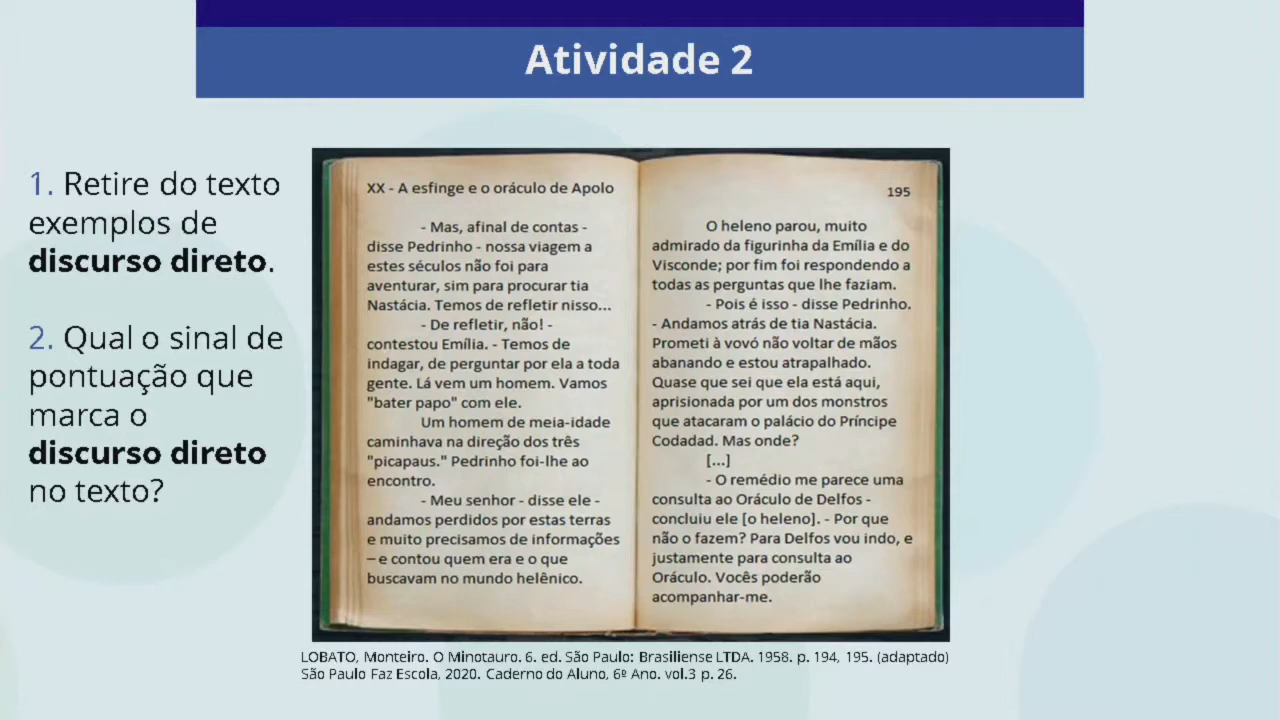 Atividade 2
1. Retire do texto
exemplos de
discurso direto.
2. Qual o sinal de
pontuação que
marca o
discurso direto
no texto?
XX - A esfinge e o oráculo de Apolo
- Mas, afinal de contas -
disse Pedrinho - nossa viagem a
estes séculos não foi para
aventurar, sim para procurar tia
Nastácia. Temos de refletir nisso...
- De refletir, não! -
contestou Emília. - Temos de
indagar, de perguntar por ela a toda
gente. Lá vem um homem. Vamos
"bater papo" com ele.
Um homem de meia-idade
caminhava na direção dos três
"picapaus." Pedrinho foi-lhe ao
encontro.
- Meu senhor - disse ele -
andamos perdidos por estas terras
e muito precisamos de informações
– e contou quem era e o que
buscavam no mundo helênico.
195
O heleno parou, muito
admirado da figurinha da Emília e do
Visconde; por fim foi respondendo a
todas as perguntas que lhe faziam.
- Pois é isso - disse Pedrinho.
- Andamos atrás de tia Nastácia.
Prometi à vovó não voltar de mãos
abanando e estou atrapalhado.
Quase que sei que ela está aqui,
aprisionada por um dos monstros
que atacaram o palácio do Príncipe
Codadad. Mas onde?
[...]
- O remédio me parece uma
consulta ao Oráculo de Delfos -
concluiu ele [o heleno]. - Por que
não o fazem? Para Delfos vou indo, e
justamente para consulta ao
Oráculo. Vocês poderão
acompanhar-me.
LOBATO, Monteiro. O Minotauro. 6. ed. São Paulo: Brasiliense LTDA. 1958. p. 194, 195. (adaptado)
São Paulo Faz Escola, 2020. Caderno do Aluno, 6º Ano. vol.3 p. 26.